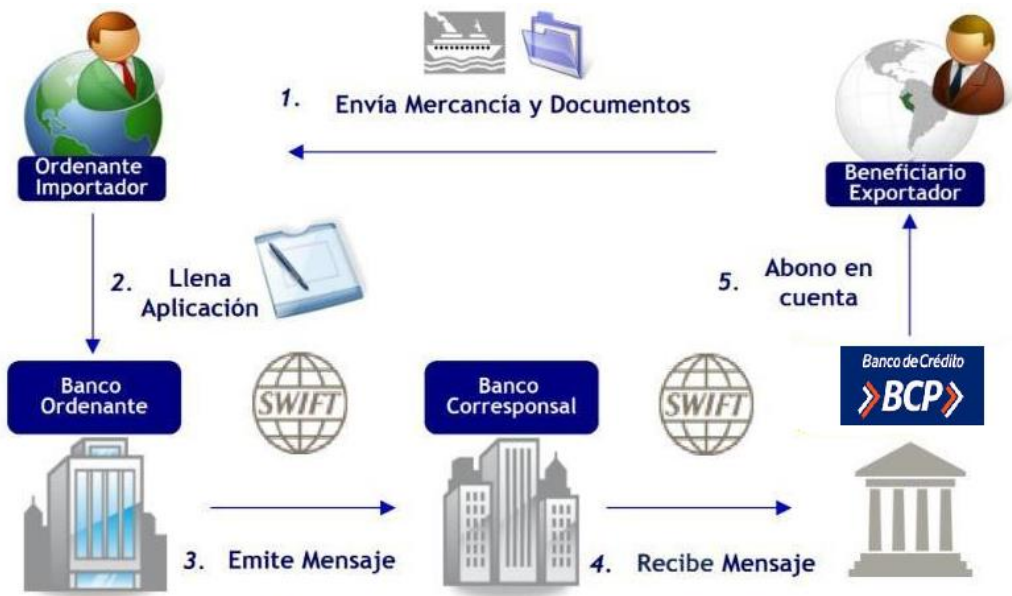 1. Envía Mercancía y Documentos
Ordenante
Importador
Beneficiario
Exportador
2. Llena
Aplicación
5. Abono en
cuenta
Banco
Ordenante
SWIFT
Banco
Corresponsal
SWIFT
Banco de Crédito
BCP
3. Emite Mensaje
4. Recibe Mensaje